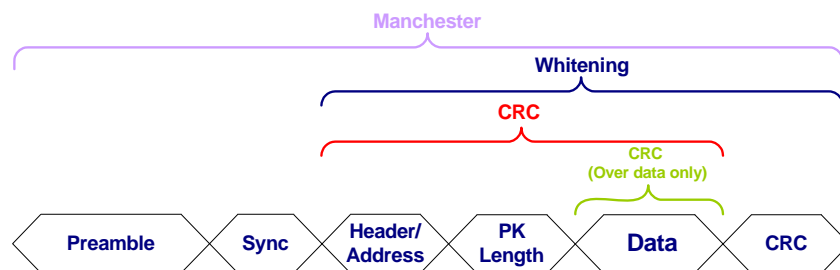 Manchester
Whitening
CRC
CRC
(Over data only)
Preamble
Sync
Header/
Address
PK
Length
Data
CRC